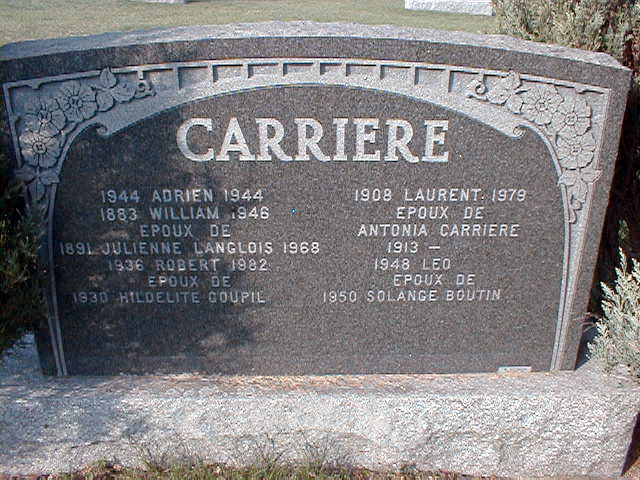 CARRIERE
1944 ADRIEN 1944
1883 WILLIAM 1946
EPOUX DE
1891 JULIENNE LANGLOIS 1968
1936 ROBERT 1982
EPOUX DE
1930 HILDELITE GOUPIL
1908 LAURENT 1979
EPOUX DE
ANTONIA CARRIERE
1913 –
1948 LEO
EPOUX DE
1950 SOLANGE BOUTIN